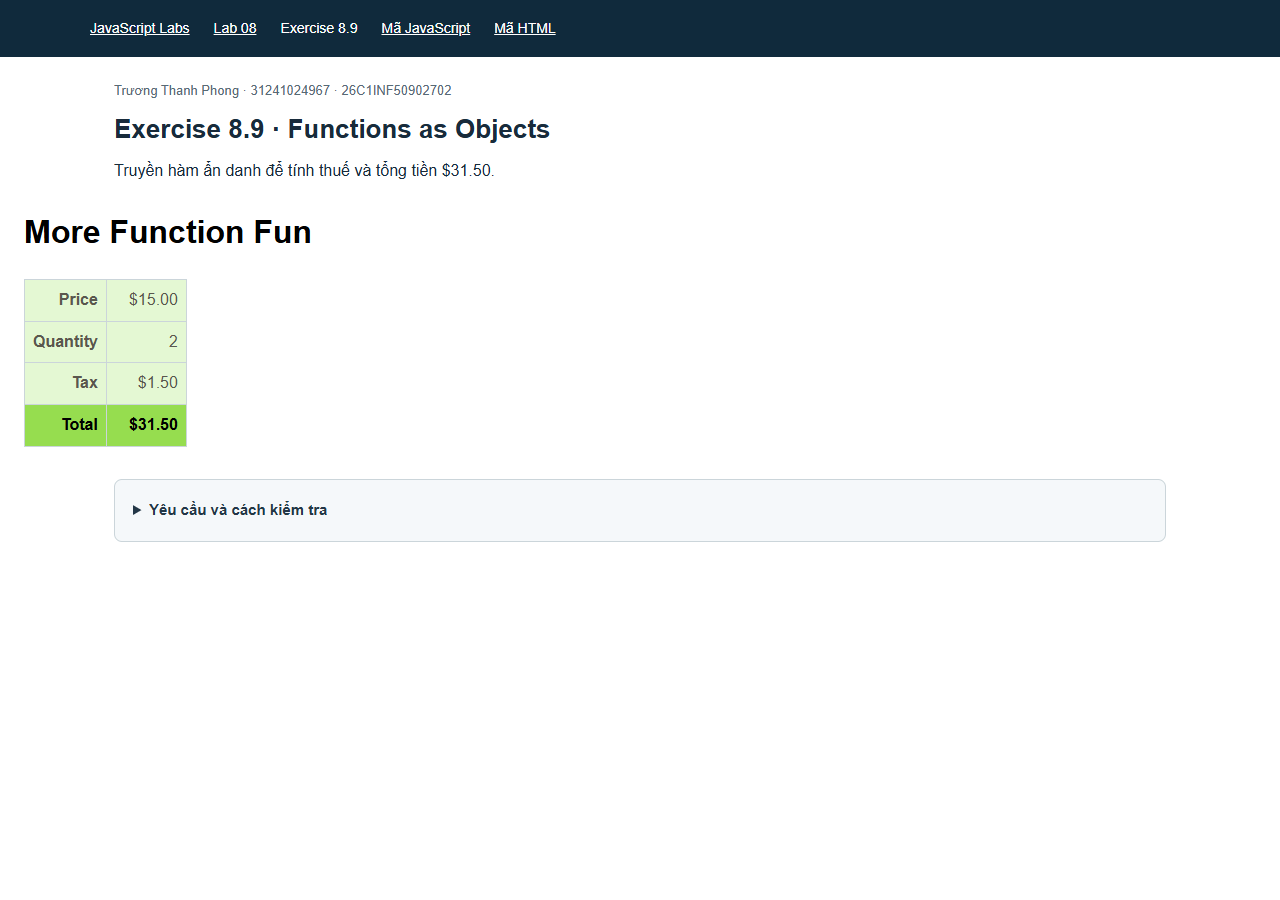 JavaScript Labs Lab 08 Exercise 8.9 Mã JavaScript Mã HTML
Trương Thanh Phong · 31241024967 · 26C1INF50902702
Exercise 8.9 · Functions as Objects
Truyền hàm ẩn danh để tính thuế và tổng tiền $31.50.
More Function Fun
Price $15.00
Quantity 2
Tax $1.50
Total $31.50
Yêu cầu và cách kiểm tra